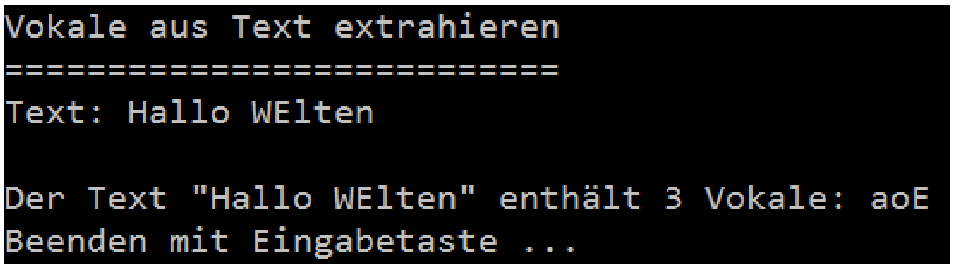 Vokale aus Text extrahieren
===========================
Text: Hallo WElten
Der Text "Hallo WElten" enthält 3 Vokale: aoE
Beenden mit Eingabetaste ...